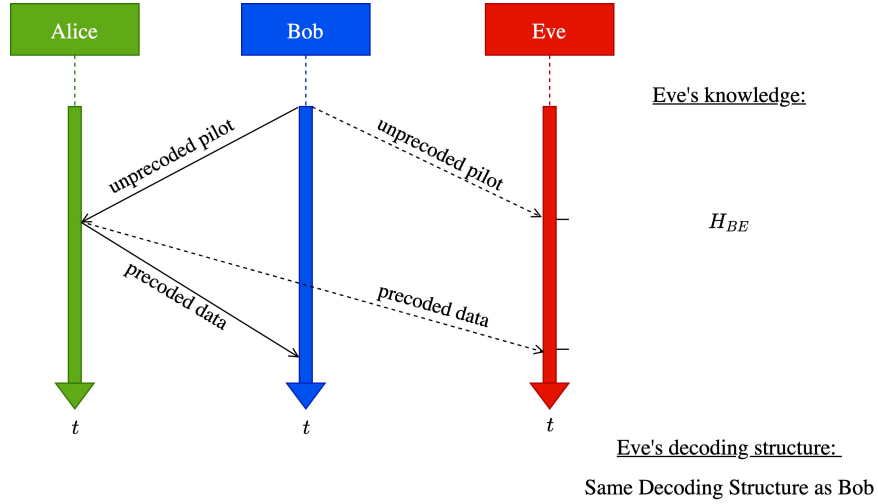 Alice
Bob
Eve
Eve's knowledge:
unprecoded pilot
unprecoded pilot
H_{BE}
precoded data
precoded data
t
t
t
Eve's decoding structure:
Same Decoding Structure as Bob